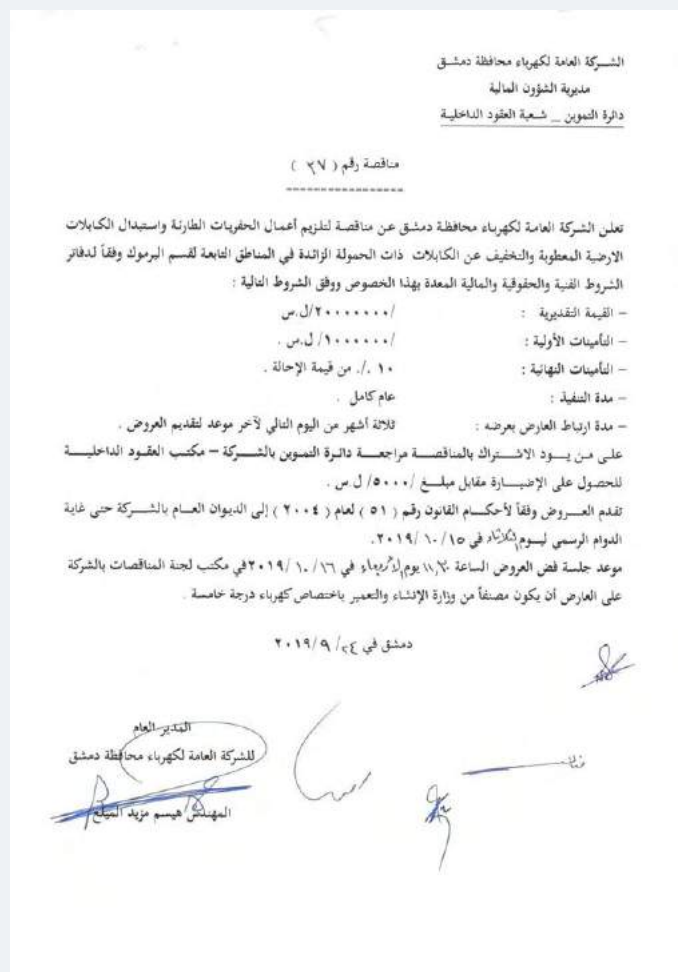 الشركة العامة لكهرباء محافظة دمشق
مديرية الشؤون المالية
دائرة التموين _ شعبة العقود الداخلية
مناقصة رقم ( ٢٧ )
تعلن الشركة العامة لكهرباء محافظة دمشق عن مناقصة لتلزيم أعمال الحفريات الطارئة واستبدال الكابلات
الارضية المعطوبة والتخفيف عن الكابلات ذات الحمولة الزائدة في المناطق التابعة لقسم اليرموك وفقاً لدفاتر
الشروط الفنية والحقوقية والمالية المعدة بهذا الخصوص ووفق الشروط التالية :
– القيمة التقديرية : /٢٠٠٠٠٠٠٠/ل.س
– التأمينات الأولية : /١٠٠٠٠٠٠/ ل.س .
– التأمينات النهائية : ١٠ ./. من قيمة الإحالة .
– مدة التنفيذ : عام كامل .
– مدة ارتباط العارض بعرضه : ثلاثة أشهر من اليوم التالي لآخر موعد لتقديم العروض .
على من يود الاشتراك بالمناقصة مراجعة دائرة التموين بالشركة – مكتب العقود الداخلية
للحصول على الإضبارة مقابل مبلغ /٥٠٠٠/ ل.س .
تقدم العروض وفقاً لأحكام القانون رقم ( ٥١ ) لعام ( ٢٠٠٤ ) إلى الديوان العام بالشركة حتى غاية
الدوام الرسمي ليوم الثلاثاء في ١٥/ ١٠/ ٢٠١٩.
موعد جلسة فض العروض الساعة ١١,٣٠ يوم الأربعاء في ١٦/ ١٠/ ٢٠١٩ في مكتب لجنة المناقصات بالشركة
على العارض أن يكون مصنفاً من وزارة الإنشاء والتعمير باختصاص كهرباء درجة خامسة .
دمشق في ٢٤/ ٩/ ٢٠١٩
المدير العام
للشركة العامة لكهرباء محافظة دمشق
المهندس هيسم مزيد الميلع